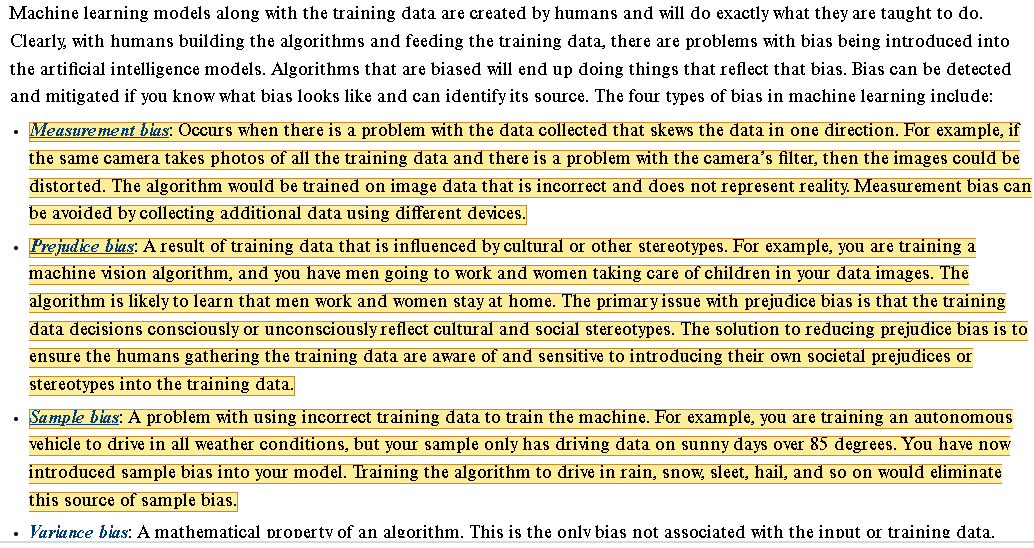 Machine learning models along with the training data are created by humans and will do exactly what they are taught to do.
Clearly, with humans building the algorithms and feeding the training data, there are problems with bias being introduced into
the artificial intelligence models. Algorithms that are biased will end up doing things that reflect that bias. Bias can be detected
and mitigated if you know what bias looks like and can identify its source. The four types of bias in machine learning include:
• Measurement bias: Occurs when there is a problem with the data collected that skews the data in one direction. For example, if
the same camera takes photos of all the training data and there is a problem with the camera's filter, then the images could be
distorted. The algorithm would be trained on image data that is incorrect and does not represent reality. Measurement bias can
be avoided by collecting additional data using different devices.
• Prejudice bias: A result of training data that is influenced by cultural or other stereotypes. For example, you are training a
machine vision algorithm, and you have men going to work and women taking care of children in your data images. The
algorithm is likely to learn that men work and women stay at home. The primary issue with prejudice bias is that the training
data decisions consciously or unconsciously reflect cultural and social stereotypes. The solution to reducing prejudice bias is to
ensure the humans gathering the training data are aware of and sensitive to introducing their own societal prejudices or
stereotypes into the training data.
• Sample bias: A problem with using incorrect training data to train the machine. For example, you are training an autonomous
vehicle to drive in all weather conditions, but your sample only has driving data on sunny days over 85 degrees. You have now
introduced sample bias into your model. Training the algorithm to drive in rain, snow, sleet, hail, and so on would eliminate
this source of sample bias.
• Variance bias: A mathematical property of an algorithm. This is the only bias not associated with the input or training data.